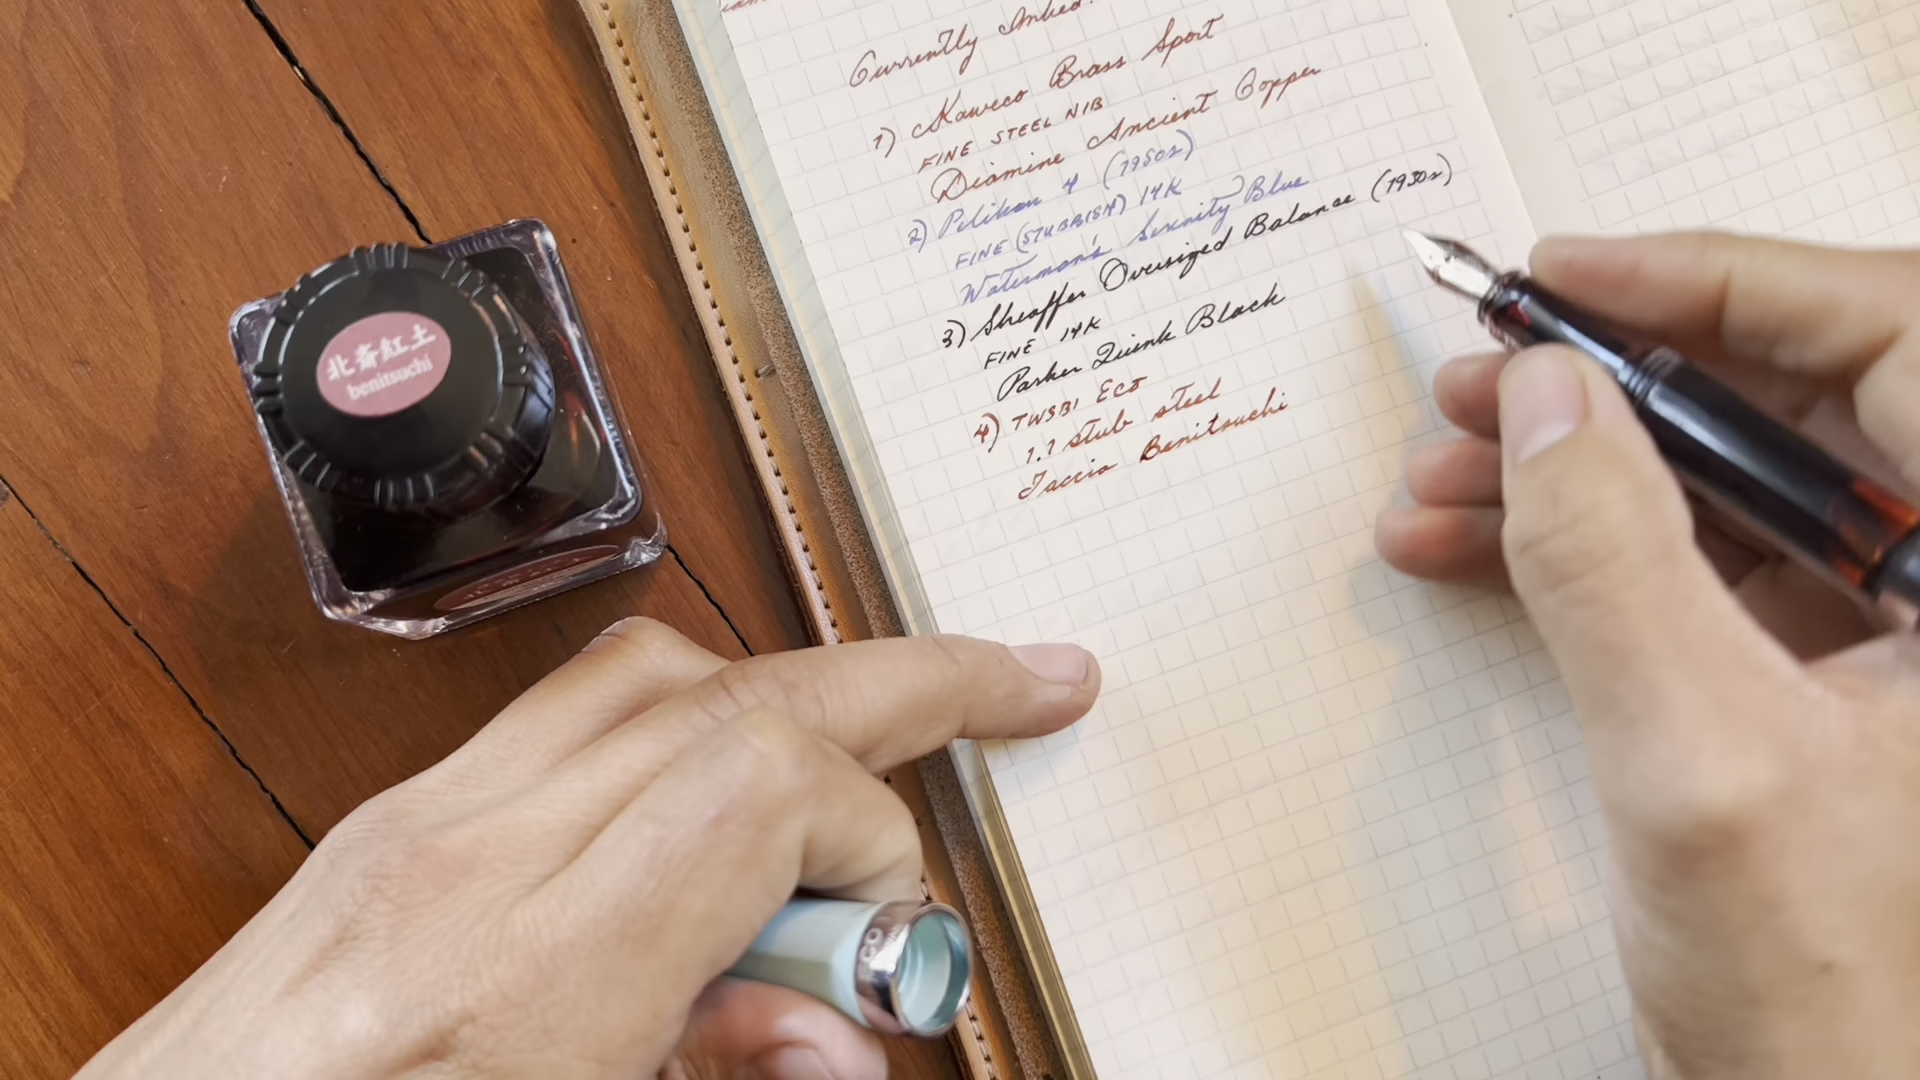 Currently Inked:
1) Kaweco Brass Sport
FINE STEEL NIB
Diamine Ancient Copper
2) Pelikan 4 (1950s)
FINE (STUBBISH) 14K
Waterman's Serenity Blue
3) Sheaffer Oversized Balance (1930s)
FINE 14K
Parker Quink Black
4) TWSBI ECO
1.1 stub steel
Taccia Benitsuchi
北斎紅土
benitsuchi
CO